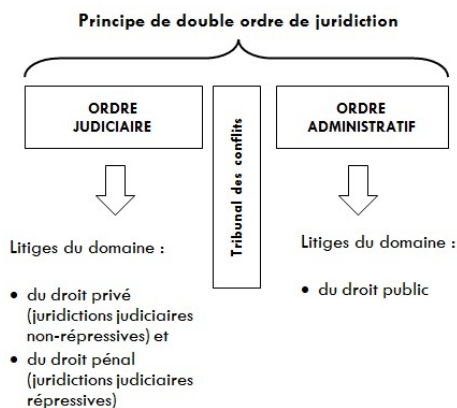 Principe de double ordre de juridiction
ORDRE
JUDICIAIRE
Tribunal des conflits
ORDRE
ADMINISTRATIF
Litiges du domaine :
• du droit privé
(juridictions judiciaires
non-répressives) et
• du droit pénal
(juridictions judiciaires
répressives)
Litiges du domaine :
• du droit public